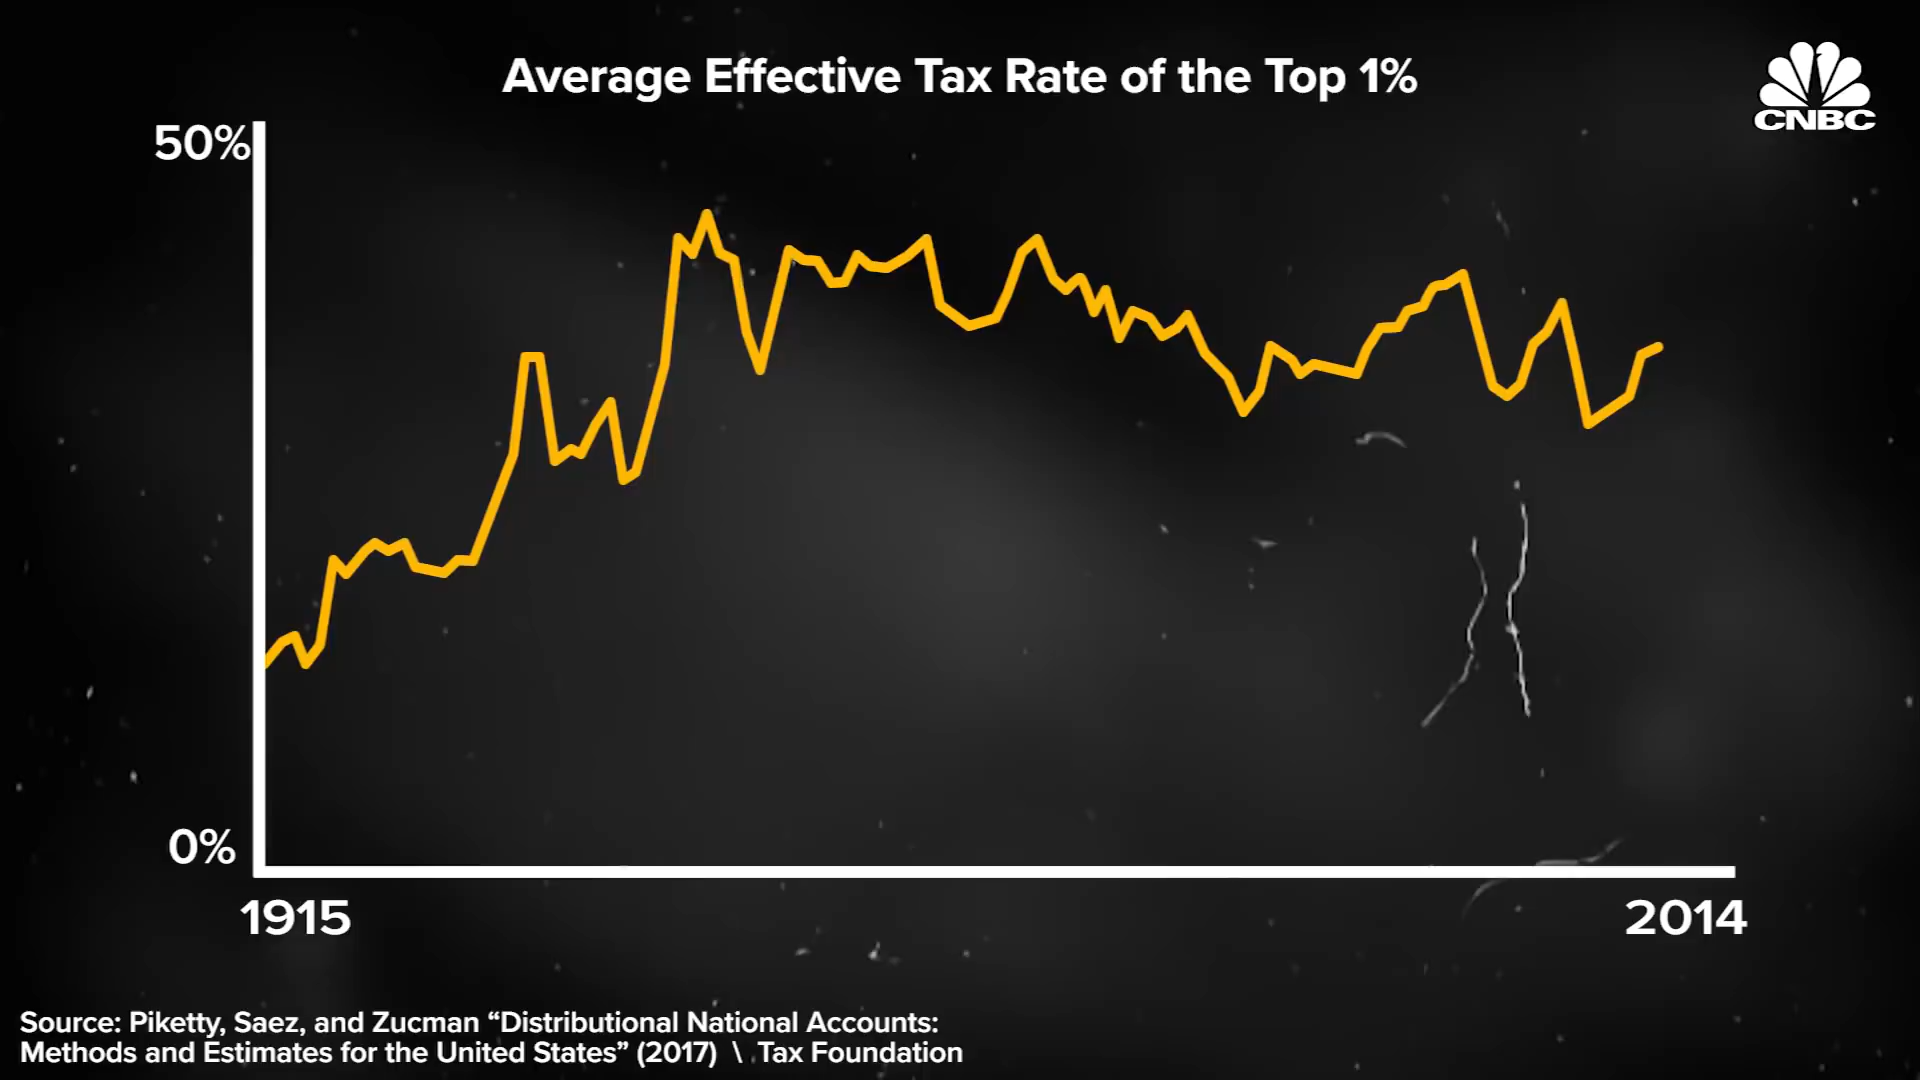 Average Effective Tax Rate of the Top 1%
CNBC
50%
0%
1915
2014
Source: Piketty, Saez, and Zucman “Distributional National Accounts:
Methods and Estimates for the United States” (2017) \ Tax Foundation